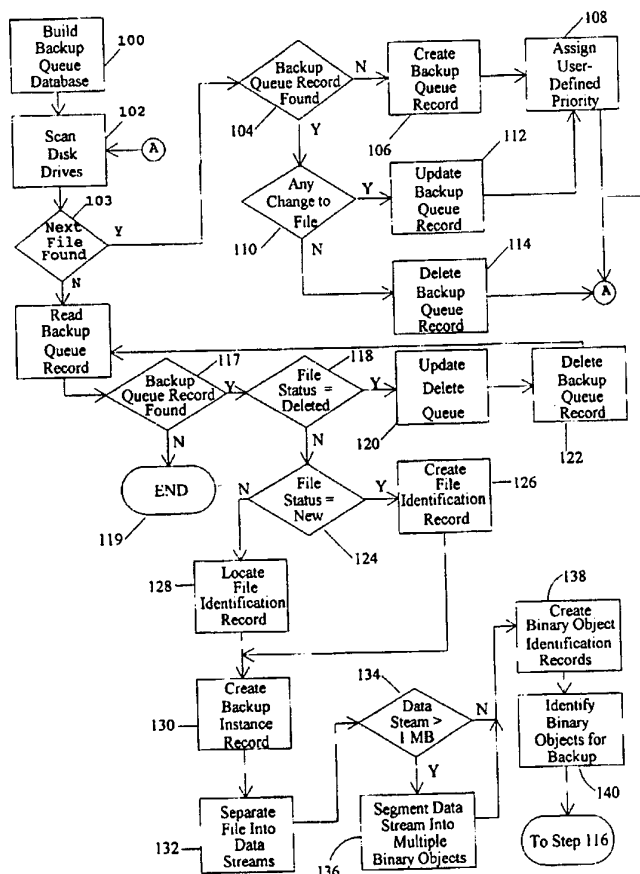 Build
Backup
Queue
Database
100
102
Scan
Disk
Drives
A
103
Next
File
Found
Y
N
Read
Backup
Queue
Record
Backup
Queue Record
Found
104
N
Y
Create
Backup
Queue
Record
106
108
Assign
User-
Defined
Priority
Any
Change to
File
110
Y
N
112
Update
Backup
Queue
Record
114
Delete
Backup
Queue
Record
A
117
Backup
Queue Record
Found
Y
N
END
119
118
File
Status =
Deleted
Y
N
Update
Delete
Queue
120
Delete
Backup
Queue
Record
122
File
Status =
New
N
Y
124
Create
File
Identification
Record
126
128
Locate
File
Identification
Record
130
Create
Backup
Instance
Record
132
Separate
File Into
Data
Streams
134
Data
Steam >
1 MB
N
Y
Segment Data
Stream Into
Multiple
Binary Objects
136
138
Create
Binary Object
Identification
Records
Identify
Binary
Objects for
Backup
140
To Step 116